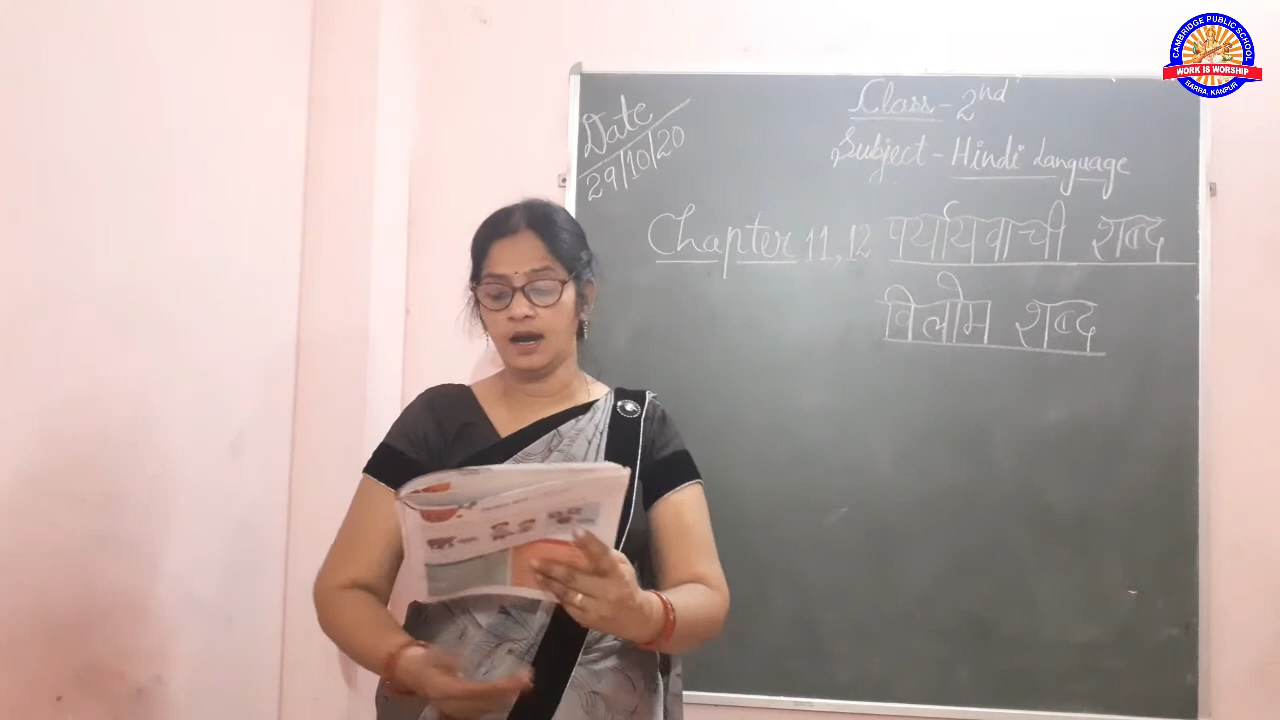 Date
29/10/20
Class - 2nd
Subject - Hindi Language
Chapter 11, 12 पर्यायवाची शब्द
विलोम शब्द
CAMBRIDGE PUBLIC SCHOOL
WORK IS WORSHIP
BARRA, KANPUR